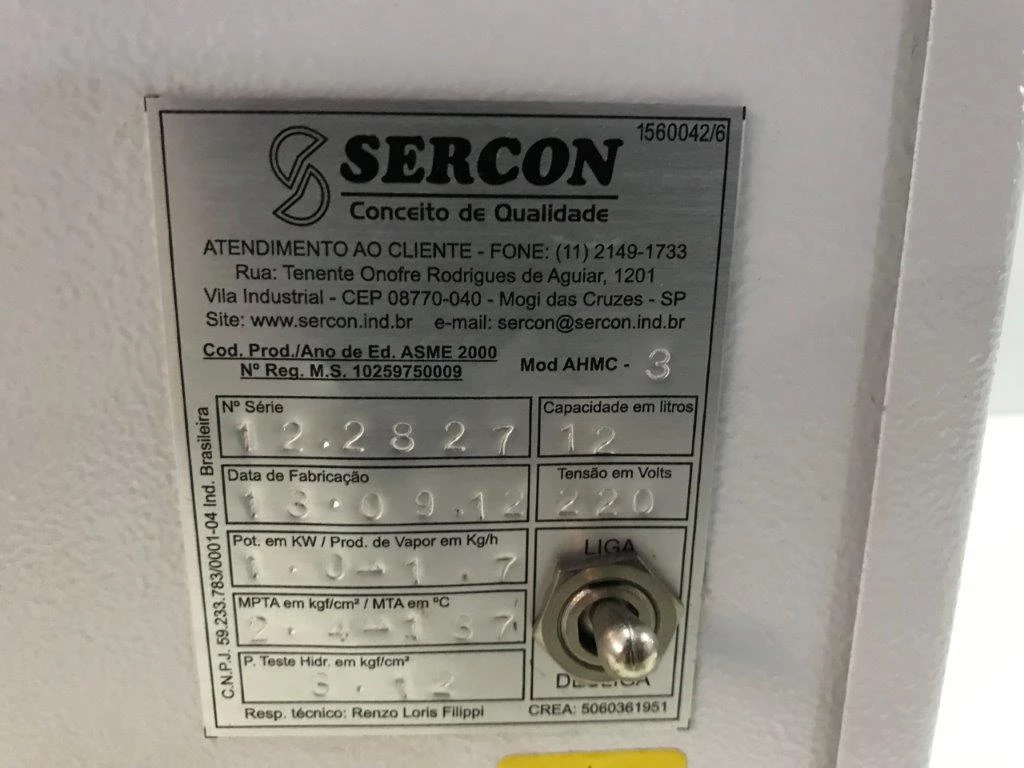 1560042/6
SERCON
Conceito de Qualidade
ATENDIMENTO AO CLIENTE - FONE: (11) 2149-1733
Rua: Tenente Onofre Rodrigues de Aguiar, 1201
Vila Industrial - CEP 08770-040 - Mogi das Cruzes - SP
Site: www.sercon.ind.br e-mail: sercon@sercon.ind.br
Cod. Prod./Ano de Ed. ASME 2000
Nº Reg. M.S. 10259750009
Mod AHMC - 3
C.N.P.J. 59.233.783/0001-04 Ind. Brasileira
Nº Série
12.2827
Capacidade em litros
12
Data de Fabricação
13.09.12
Tensão em Volts
220
Pot. em KW / Prod. de Vapor em Kg/h
1.0-1.7
LIGA
MPTA em kgf/cm² / MTA em ºC
2.4-137
P. Teste Hidr. em kgf/cm²
DESLIGA
Resp. técnico: Renzo Loris Filippi
CREA: 5060361951